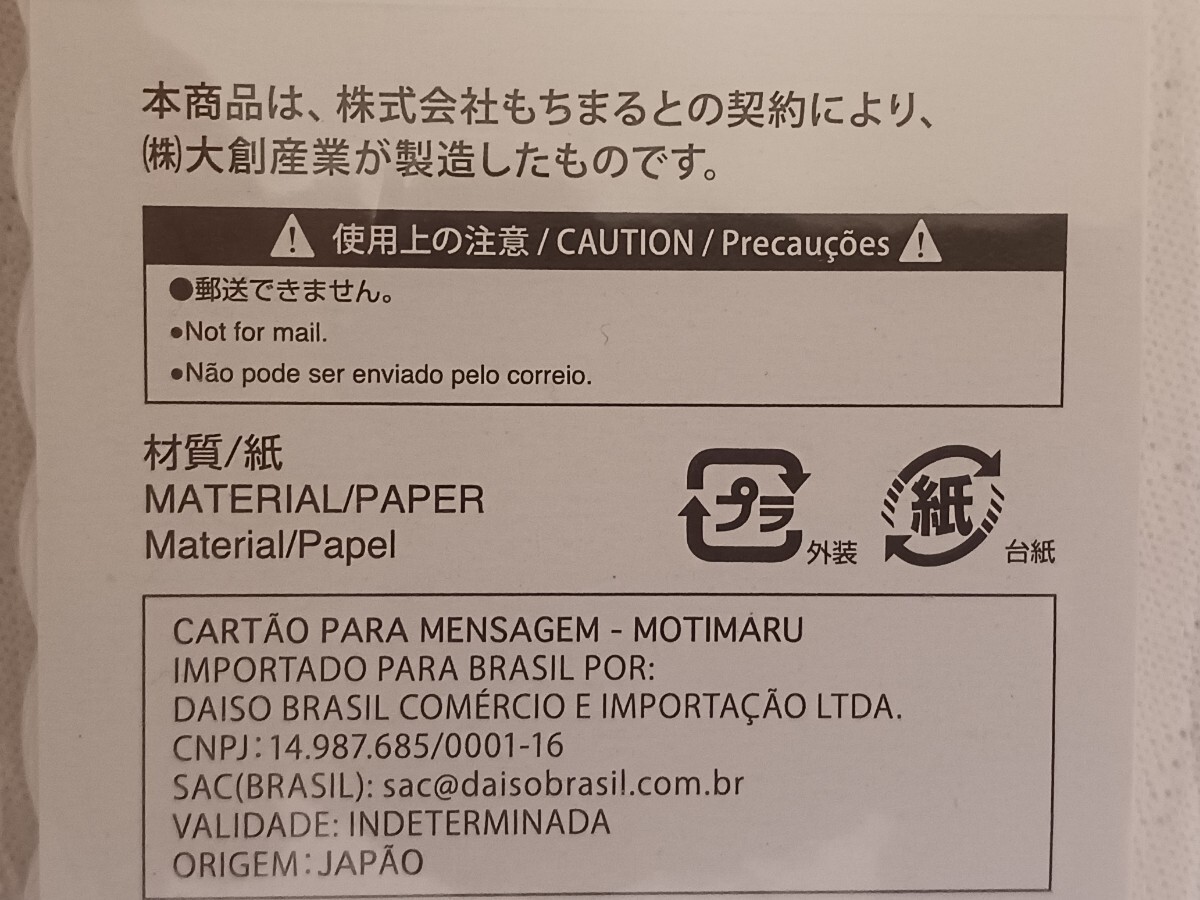 本商品は、株式会社もちまるとの契約により、
㈱大創産業が製造したものです。
使用上の注意 / CAUTION / Precauções
●郵送できません。
●Not for mail.
●Não pode ser enviado pelo correio.
材質/紙
MATERIAL/PAPER
Material/Papel
プラ 外装
紙 台紙
CARTÃO PARA MENSAGEM - MOTIMARU
IMPORTADO PARA BRASIL POR:
DAISO BRASIL COMÉRCIO E IMPORTAÇÃO LTDA.
CNPJ:14.987.685/0001-16
SAC(BRASIL): sac@daisobrasil.com.br
VALIDADE: INDETERMINADA
ORIGEM:JAPÃO